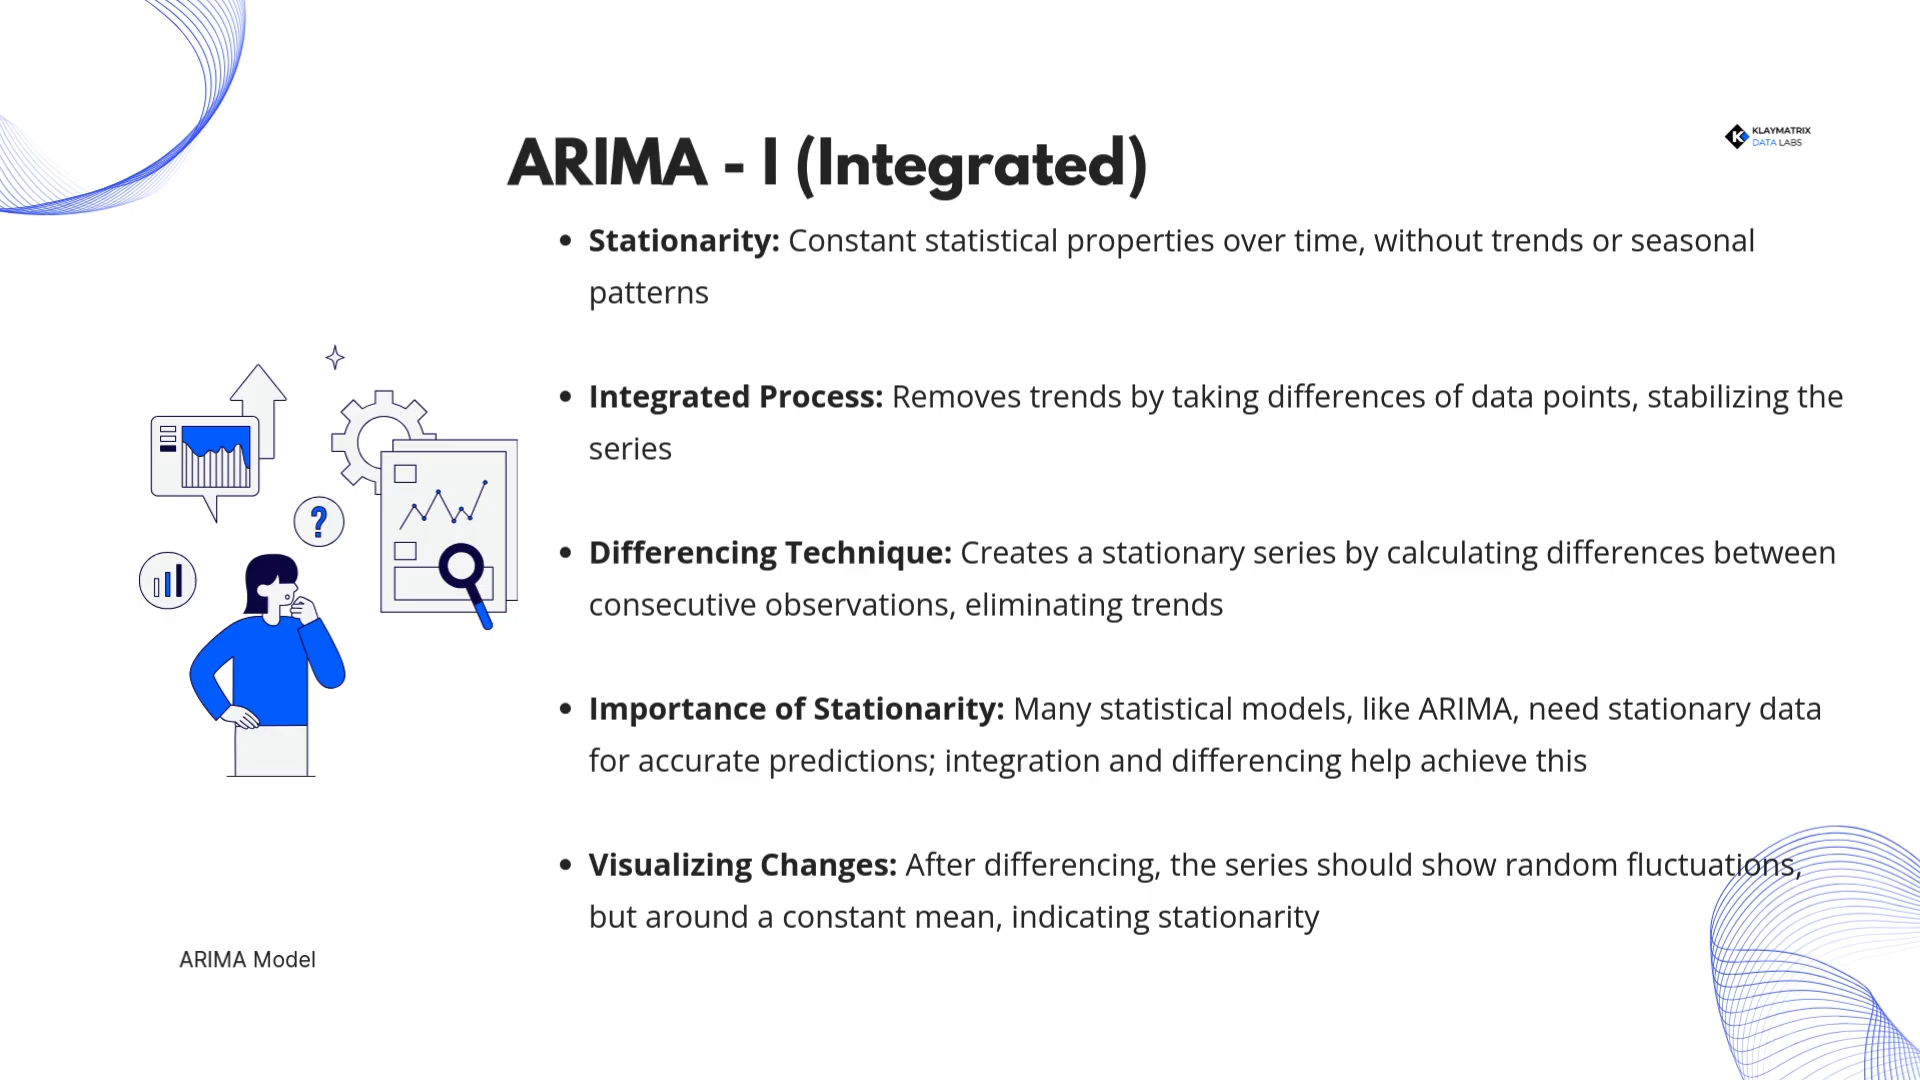 KLAYMATRIX
DATA LABS
ARIMA - I (Integrated)
• Stationarity: Constant statistical properties over time, without trends or seasonal
patterns
• Integrated Process: Removes trends by taking differences of data points, stabilizing the
series
• Differencing Technique: Creates a stationary series by calculating differences between
consecutive observations, eliminating trends
• Importance of Stationarity: Many statistical models, like ARIMA, need stationary data
for accurate predictions; integration and differencing help achieve this
• Visualizing Changes: After differencing, the series should show random fluctuations,
but around a constant mean, indicating stationarity
?
ARIMA Model